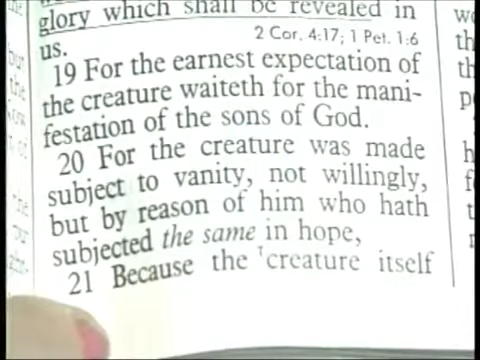 glory which shall be revealed in
us.
2 Cor. 4:17; 1 Pet. 1:6
19 For the earnest expectation of
the creature waiteth for the mani-
festation of the sons of God.
20 For the creature was made
subject to vanity, not willingly,
but by reason of him who hath
subjected the same in hope,
21 Because the creature itself